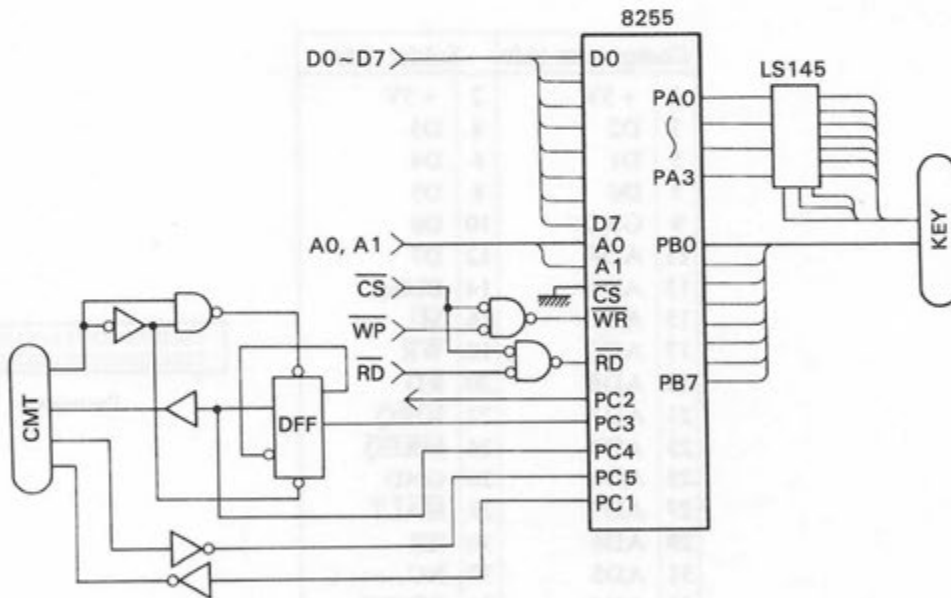 8255
D0~D7
D0
LS145
PA0
PA3
D7
A0, A1
A0
A1
PB0
KEY
CS
CS
WP
WR
RD
RD
PB7
CMT
DFF
PC2
PC3
PC4
PC5
PC1